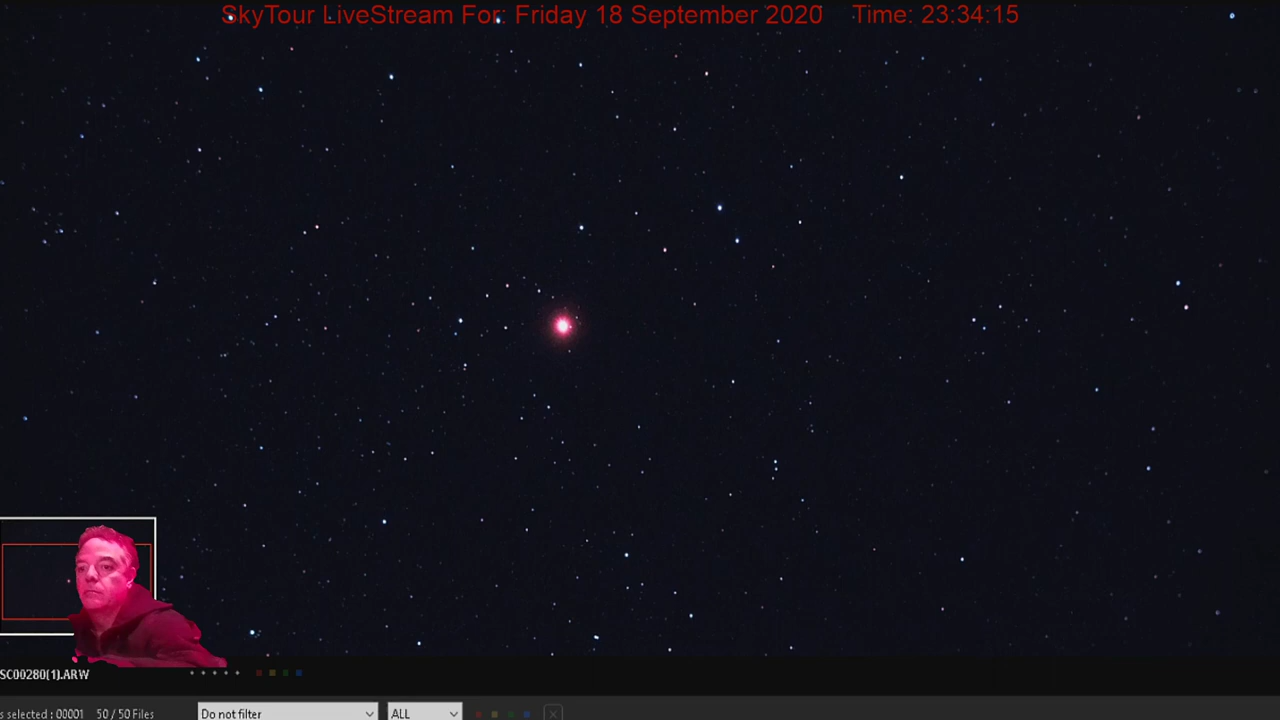 SkyTour LiveStream For: Friday 18 September 2020 Time: 23:34:15
SC00280(1).ARW
s selected : 00001 50 / 50 Files Do not filter ALL